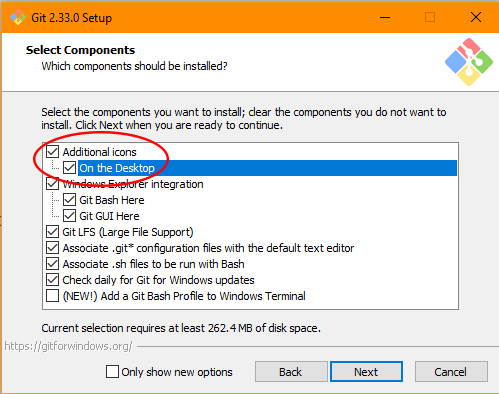 Git 2.33.0 Setup
Select Components
Which components should be installed?
Select the components you want to install; clear the components you do not want to
install. Click Next when you are ready to continue.
Additional icons
On the Desktop
Windows Explorer integration
Git Bash Here
Git GUI Here
Git LFS (Large File Support)
Associate .git* configuration files with the default text editor
Associate .sh files to be run with Bash
Check daily for Git for Windows updates
(NEW!) Add a Git Bash Profile to Windows Terminal
Current selection requires at least 262.4 MB of disk space.
https://gitforwindows.org/
Only show new options
Back
Next
Cancel